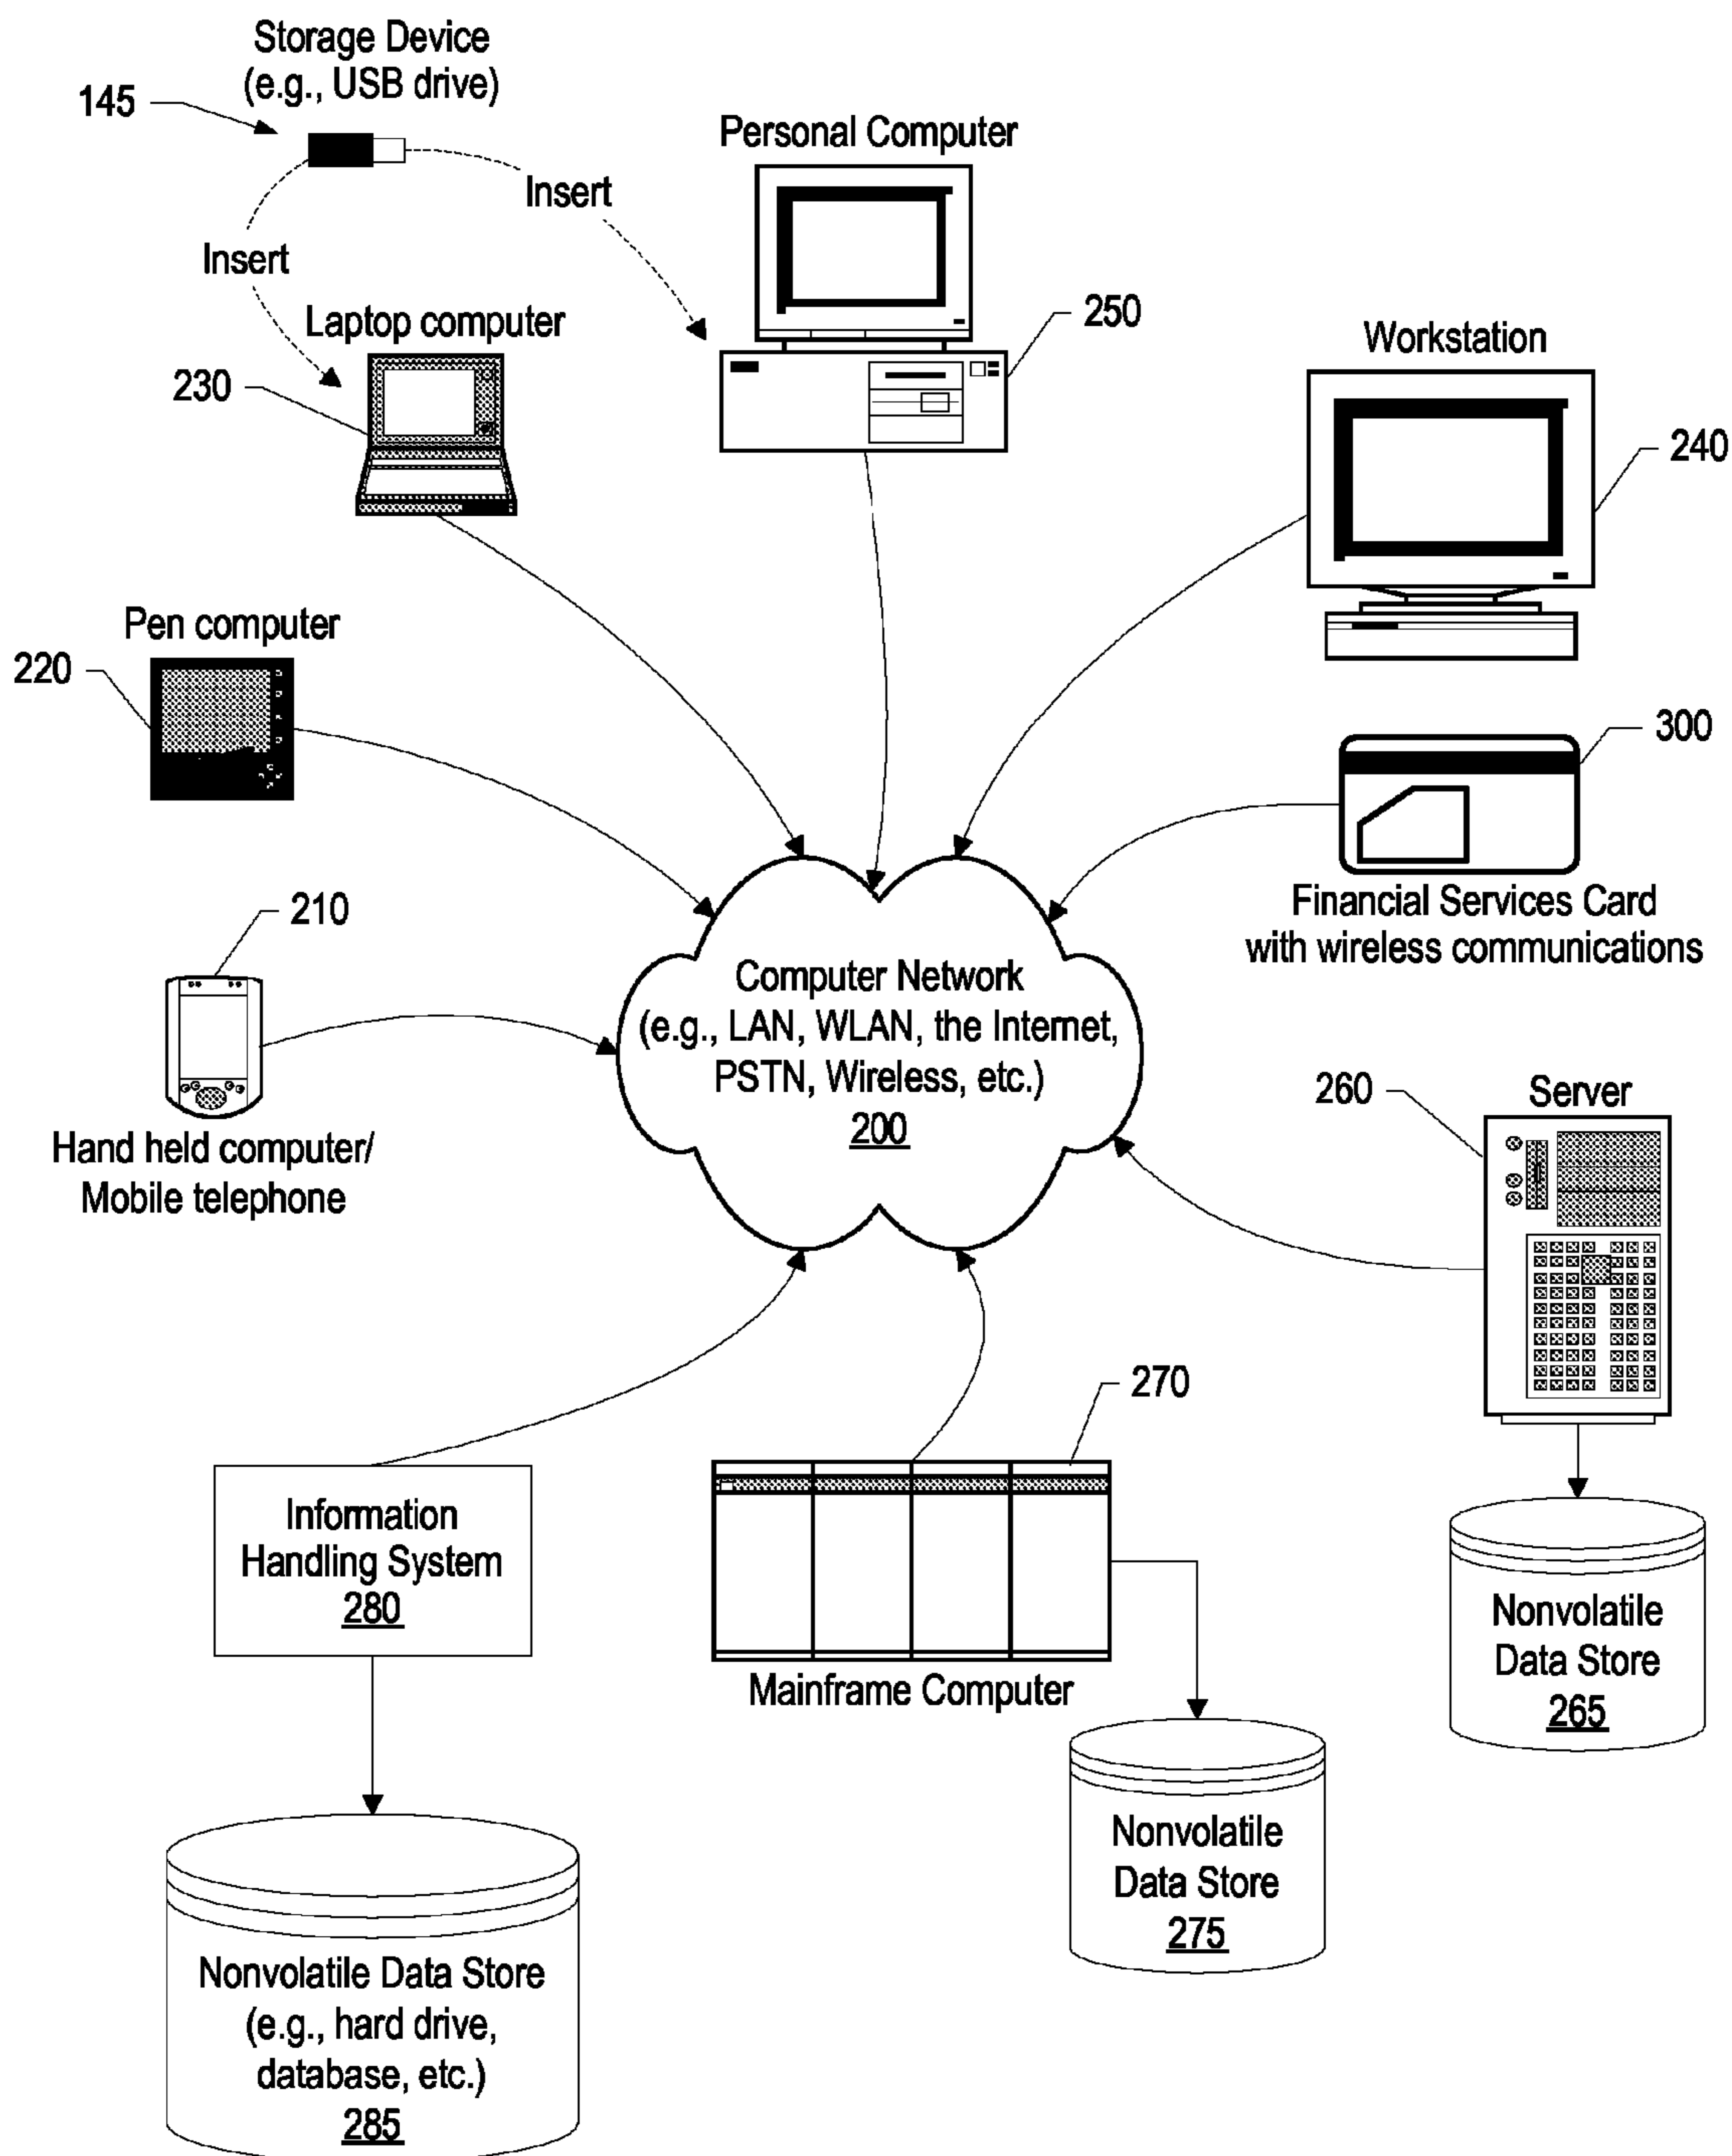 Storage Device
(e.g., USB drive)
145
Insert
Insert
Personal Computer
250
Laptop computer
230
Workstation
240
Pen computer
220
300
Financial Services Card
with wireless communications
210
Hand held computer/
Mobile telephone
Computer Network
(e.g., LAN, WLAN, the Internet,
PSTN, Wireless, etc.)
200
260
Server
270
Mainframe Computer
Information
Handling System
280
Nonvolatile
Data Store
265
Nonvolatile
Data Store
275
Nonvolatile Data Store
(e.g., hard drive,
database, etc.)
285